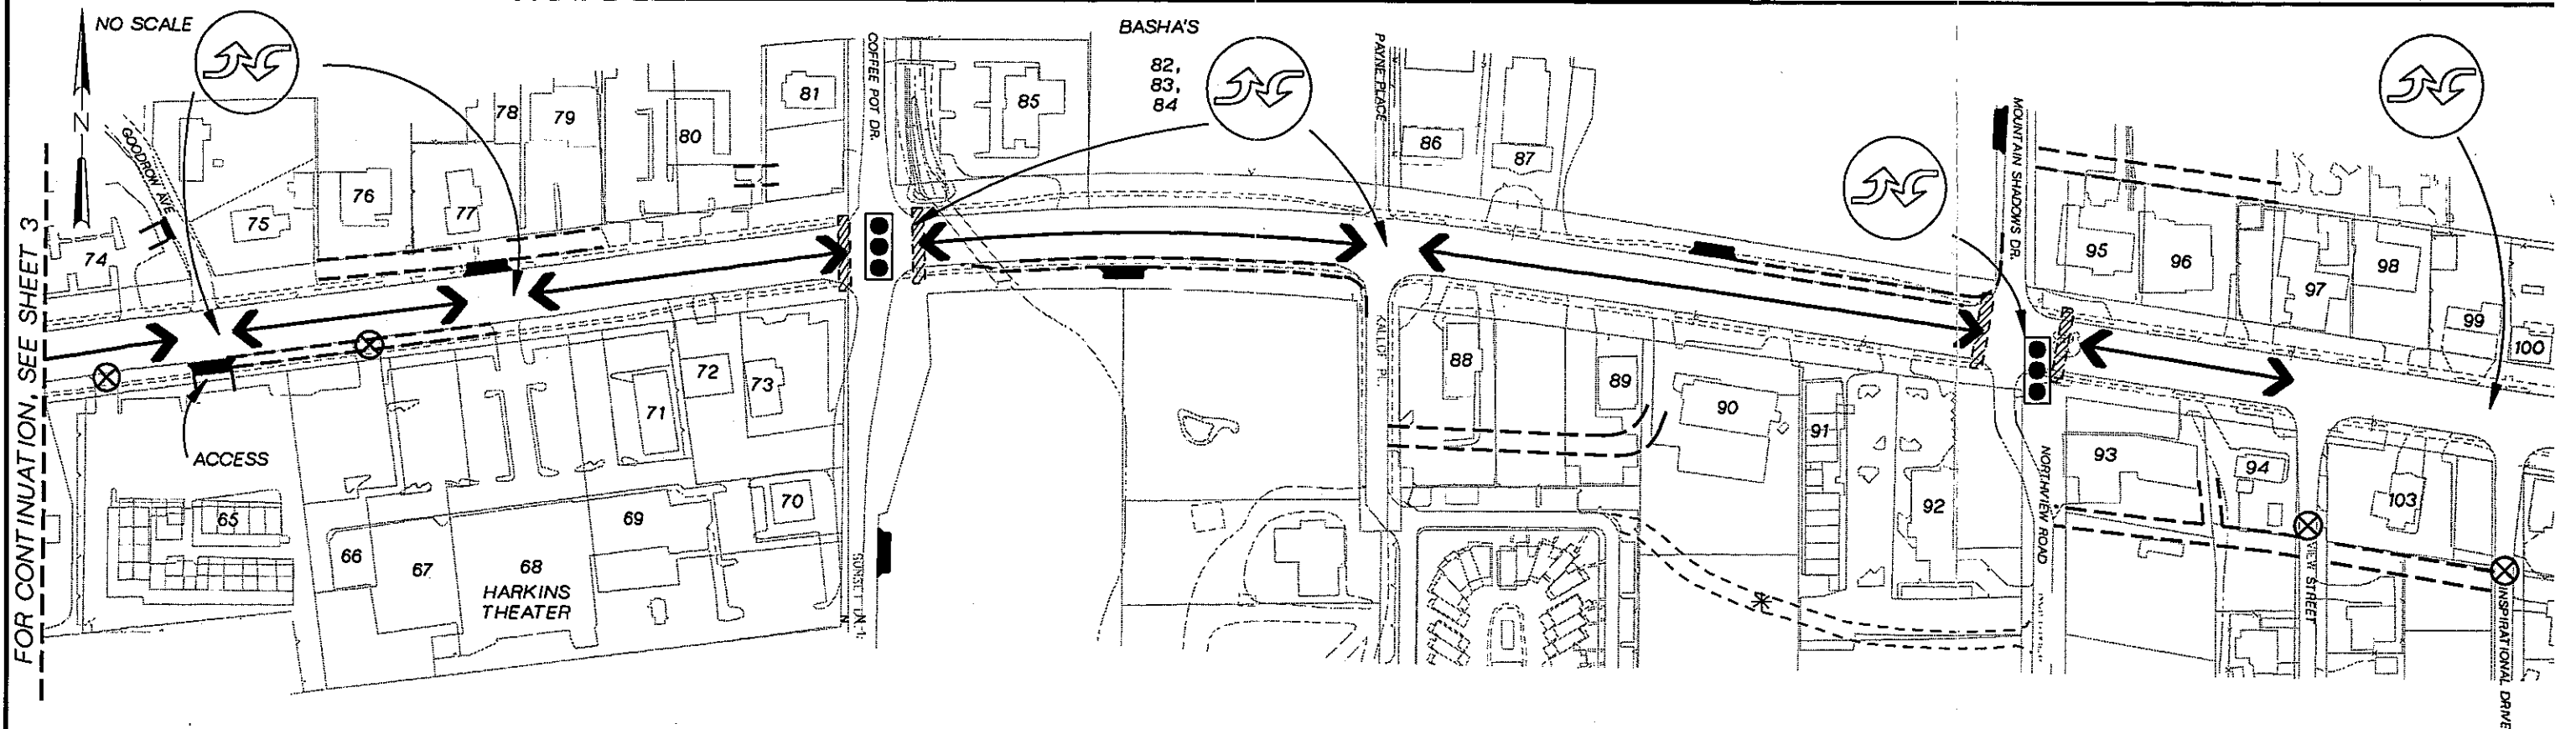 NO SCALE
N
FOR CONTINUATION, SEE SHEET 3
GOODROW AVE
74
75
76
77
78
79
80
81
COFFEE POT DR.
85
BASHA'S
82,
83,
84
PAYNE PLACE
86
87
MOUNTAIN SHADOWS DR.
95
96
97
98
99
100
ACCESS
65
66
67
68
HARKINS
THEATER
69
70
71
72
73
KALLOF PL.
88
89
90
91
92
NORTHVIEW ROAD
93
94
VIEW STREET
103
INSPIRATIONAL DRIVE